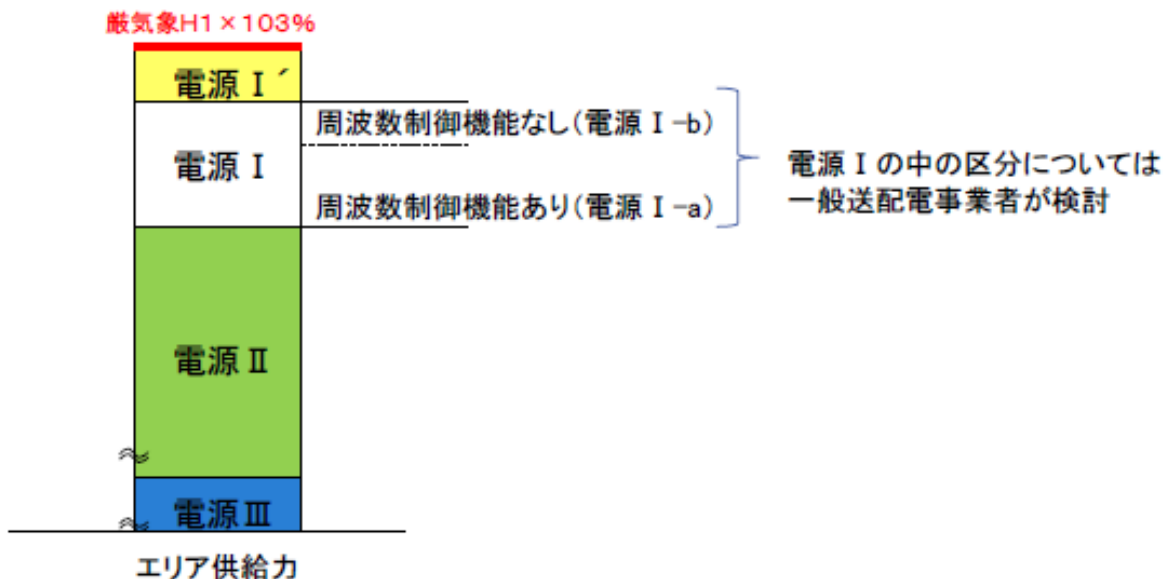 厳気象H1×103%
電源Ⅰ´
周波数制御機能なし(電源Ⅰ-b)
電源Ⅰ
電源Ⅰの中の区分については
一般送配電事業者が検討
周波数制御機能あり(電源Ⅰ-a)
電源Ⅱ
電源Ⅲ
エリア供給力